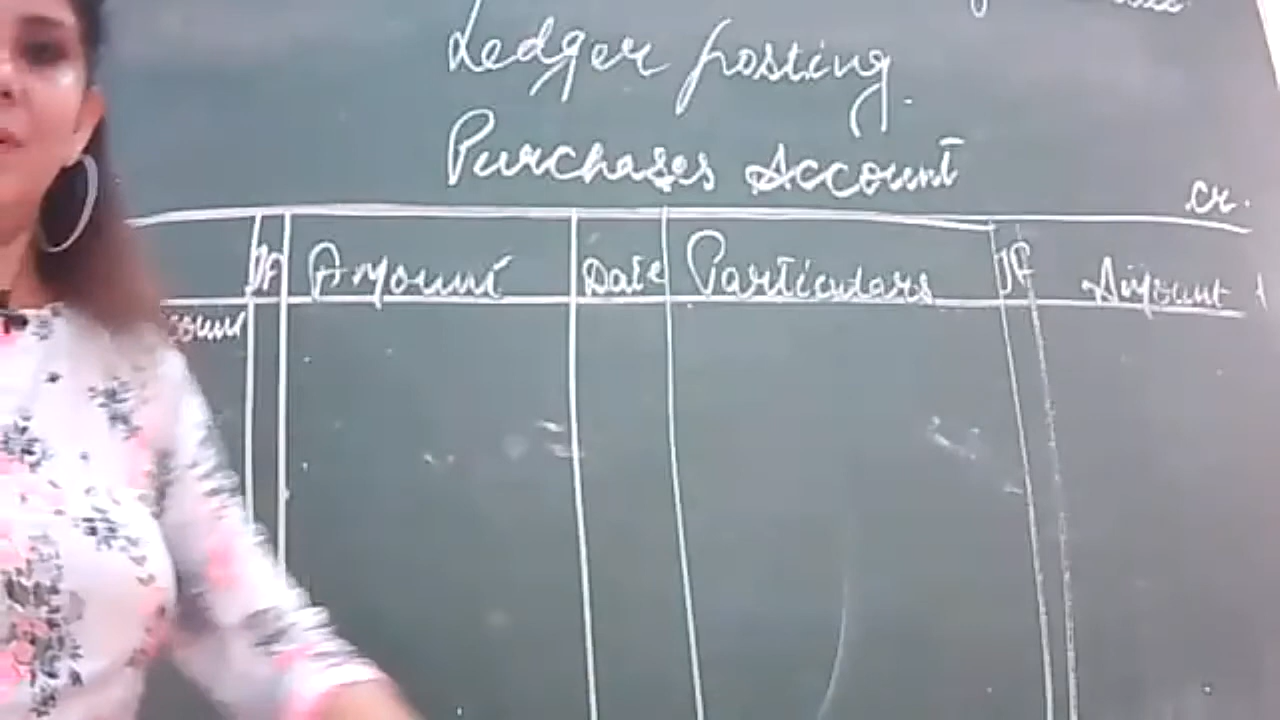 Ledger posting.
Purchases Account
Cr.
JF Amount Date Particulars JF Amount